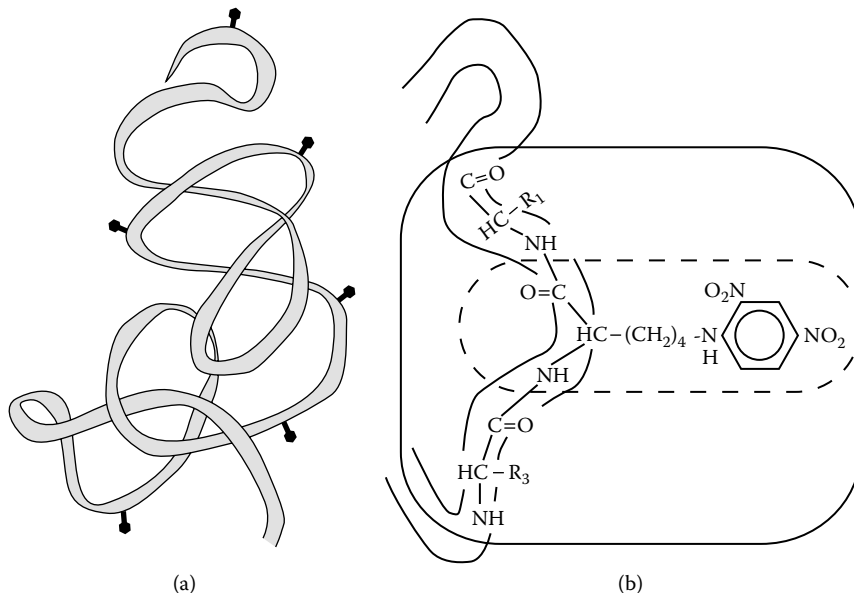 C=O
HC–R₁
NH
O=C
O₂N
HC–(CH₂)₄ -N
H
NO₂
NH
C=O
HC–R₃
NH
(a)
(b)